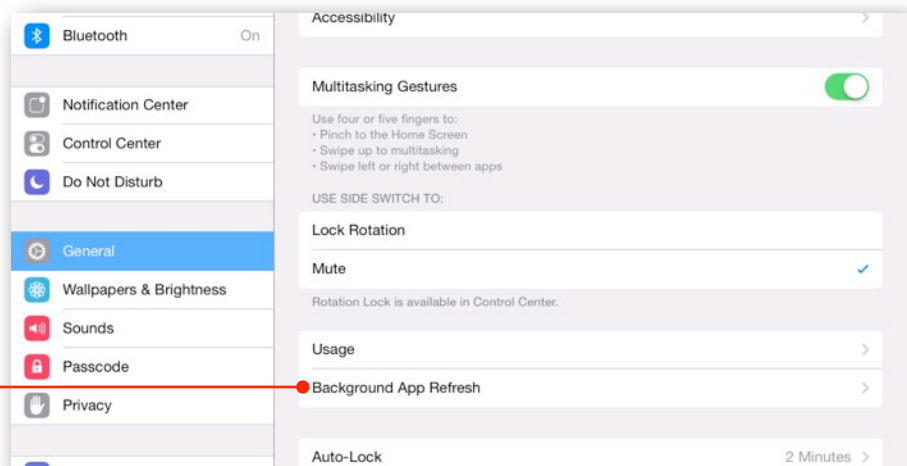 Bluetooth On
Notification Center
Control Center
Do Not Disturb
General
Wallpapers & Brightness
Sounds
Passcode
Privacy
Accessibility
Multitasking Gestures
Use four or five fingers to:
• Pinch to the Home Screen
• Swipe up to multitasking
• Swipe left or right between apps
USE SIDE SWITCH TO:
Lock Rotation
Mute
Rotation Lock is available in Control Center.
Usage
Background App Refresh
Auto-Lock 2 Minutes